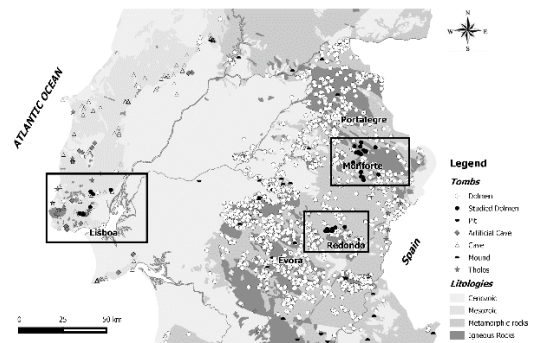 N
W
E
S
ATLANTIC OCEAN
Portalegre
Monforte
Lisboa
Redondo
Evora
Spain
Legend
Tombs
Dolmen
Studied Dolmen
Pit
Artificial Cave
Cave
Mound
Tholos
Litologies
Cenozoic
Mesozoic
Metamorphic rocks
Igneous Rocks
0
25
50 km